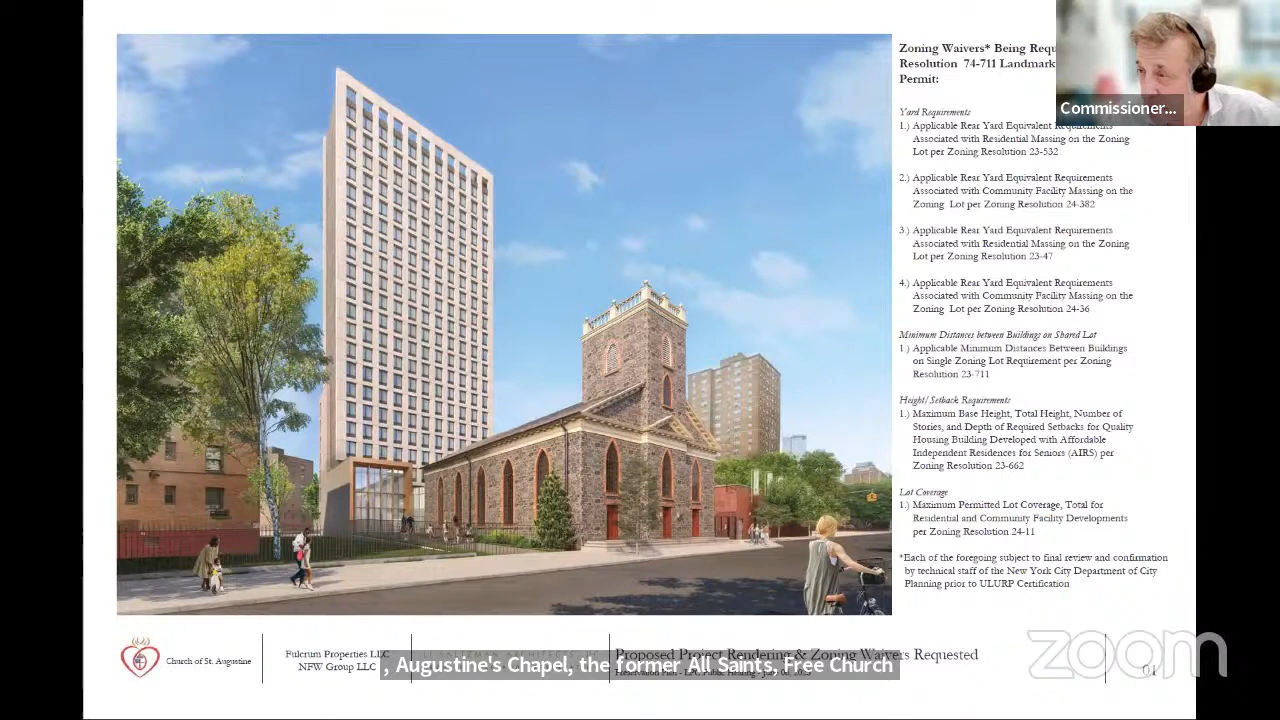 Zoning Waivers* Being Requ
Resolution 74-711 Landmark
Permit:
Commissioner...
Yard Requirements
1.) Applicable Rear Yard Equivalent Requirements
Associated with Residential Massing on the Zoning
Lot per Zoning Resolution 23-532
2.) Applicable Rear Yard Equivalent Requirements
Associated with Community Facility Massing on the
Zoning Lot per Zoning Resolution 24-382
3.) Applicable Rear Yard Equivalent Requirements
Associated with Residential Massing on the Zoning
Lot per Zoning Resolution 23-47
4.) Applicable Rear Yard Equivalent Requirements
Associated with Community Facility Massing on the
Zoning Lot per Zoning Resolution 24-36
Minimum Distances between Buildings on Shared Lot
1.) Applicable Minimum Distances Between Buildings
on Single Zoning Lot Requirement per Zoning
Resolution 23-711
Height/Setback Requirements
1.) Maximum Base Height, Total Height, Number of
Stories, and Depth of Required Setbacks for Quality
Housing Building Developed with Affordable
Independent Residences for Seniors (AIRS) per
Zoning Resolution 23-662
Lot Coverage
1.) Maximum Permitted Lot Coverage, Total for
Residential and Community Facility Developments
per Zoning Resolution 24-11
*Each of the foregoing subject to final review and confirmation
by technical staff of the New York City Department of City
Planning prior to ULURP Certification
Church of St. Augustine
Fulcrum Properties LLC
NFW Group LLC
Proposed Project Rendering & Zoning Waivers Requested
, Augustine's Chapel, the former All Saints, Free Church
Preservation Plan - LPC Public Hearing -
zoom
01